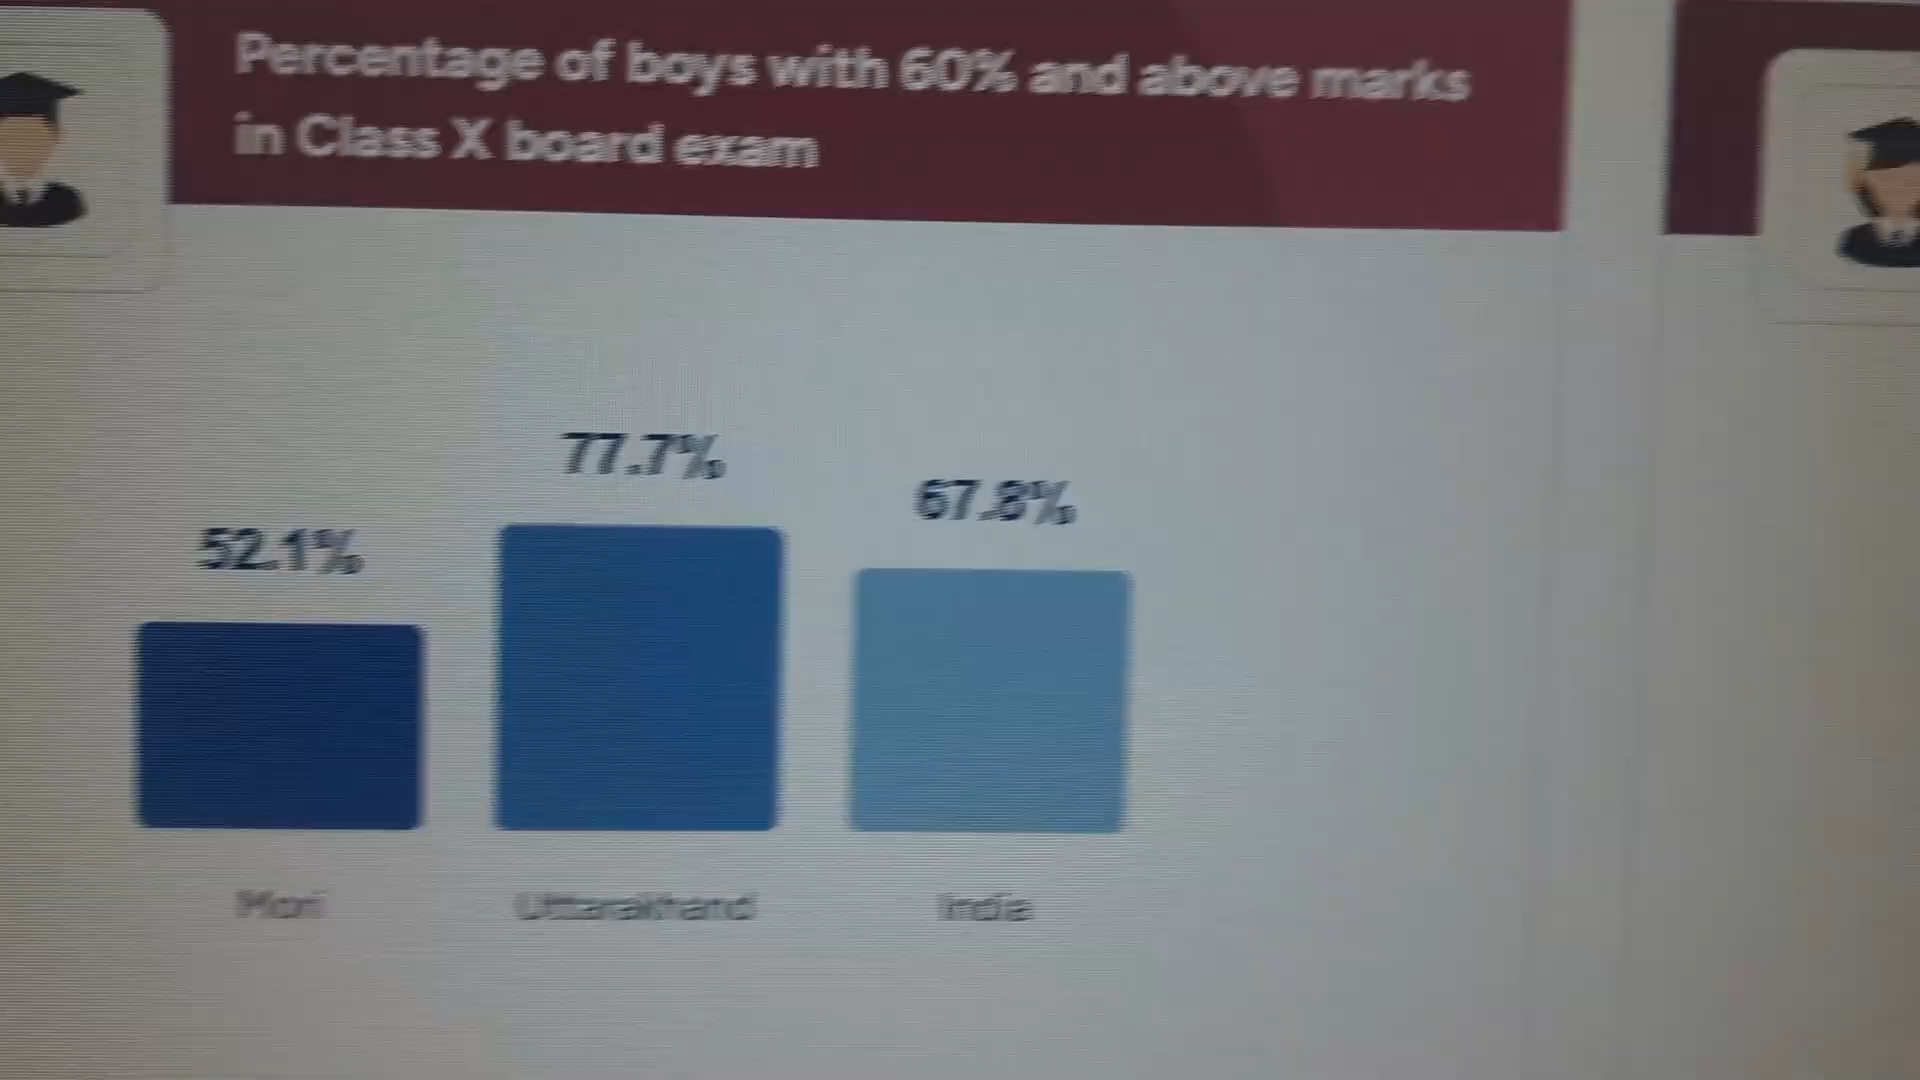 Percentage of boys with 60% and above marks
in Class X board exam
77.7%
67.8%
52.1%
Mori Uttarakhand India